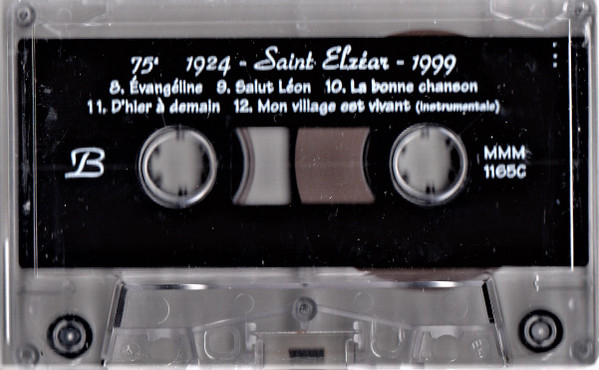 75e 1924 - Saint Elzéar - 1999
8. Évangéline 9. Salut Léon 10. La bonne chanson
11. D'hier à demain 12. Mon village est vivant (instrumentale)
B
MMM
1165C